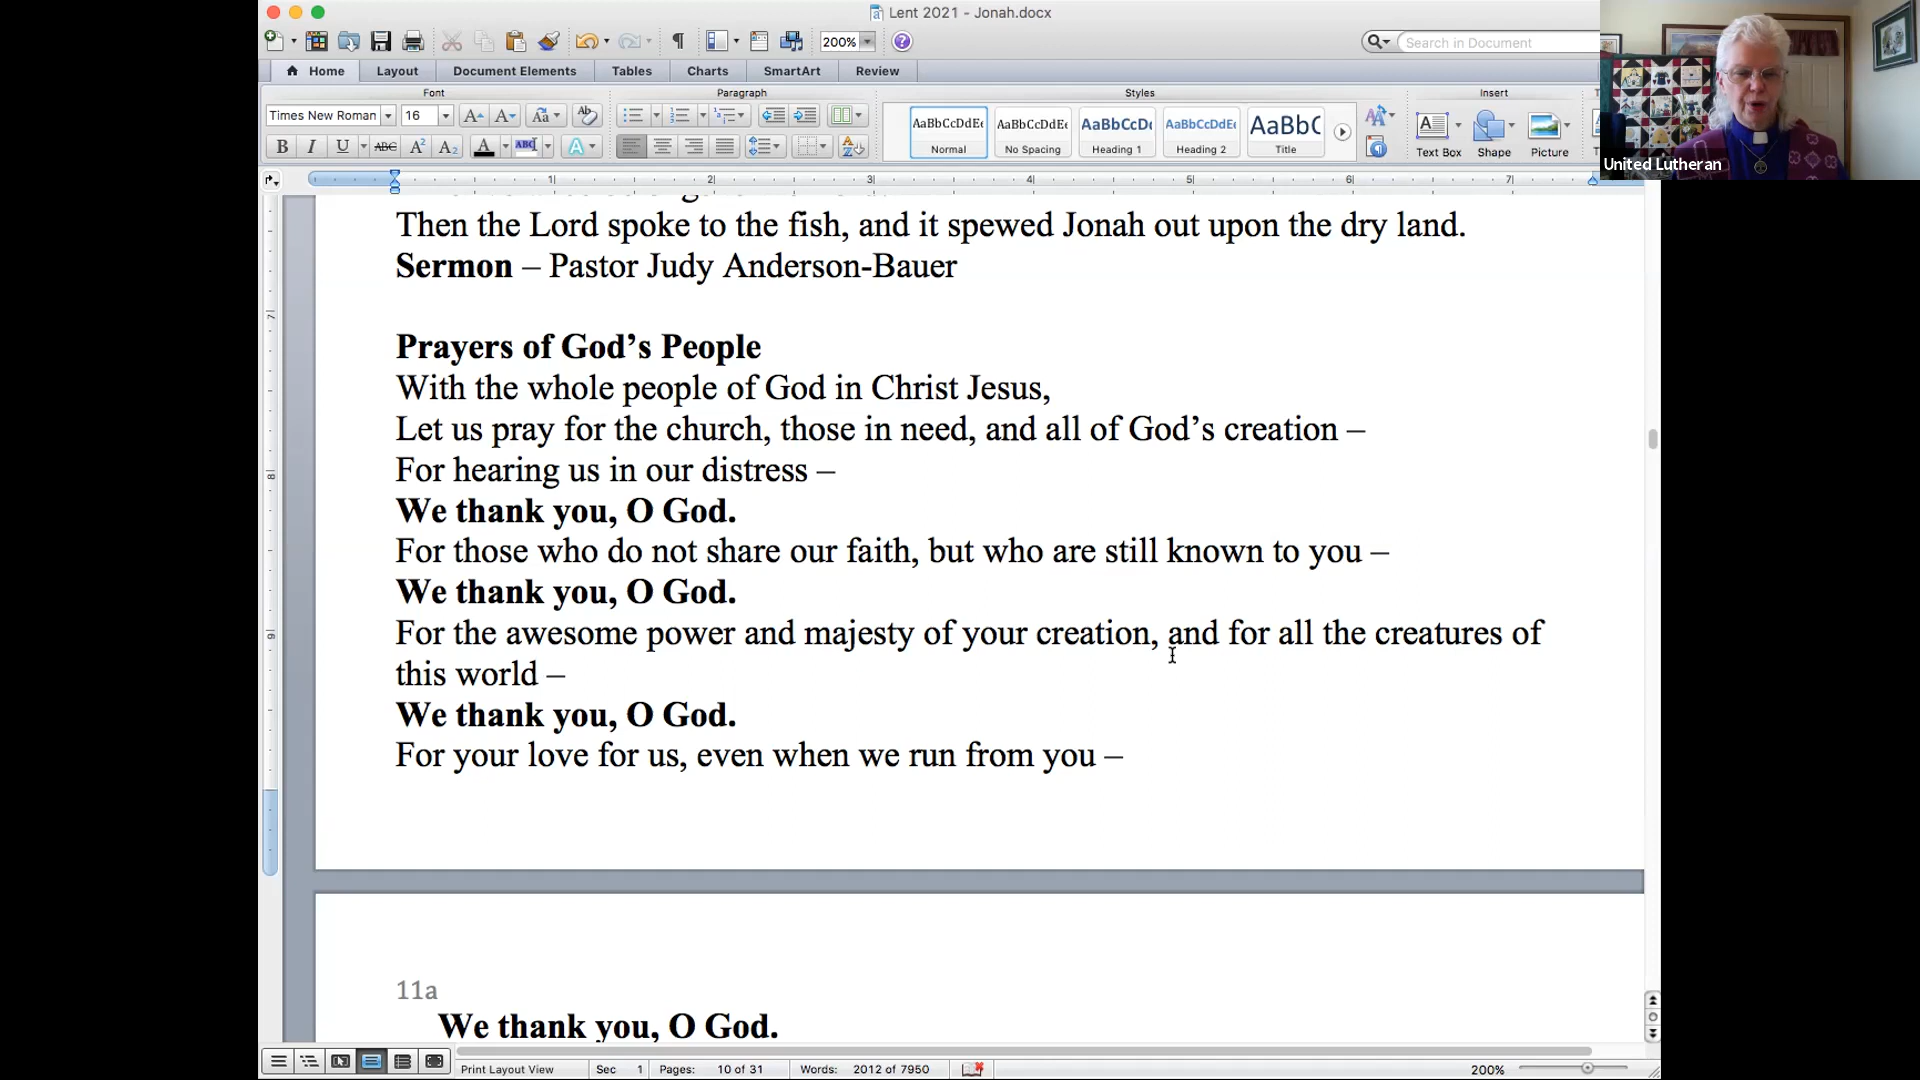 Lent 2021 - Jonah.docx
200%
Search in Document
Home Layout Document Elements Tables Charts SmartArt Review
Font Paragraph Styles Insert
Times New Roman 16
AaBbCcDdE AaBbCcDdE AaBbCcD AaBbCcDdE AaBbC
Normal No Spacing Heading 1 Heading 2 Title Text Box Shape Picture
United Lutheran
Then the Lord spoke to the fish, and it spewed Jonah out upon the dry land.
Sermon – Pastor Judy Anderson-Bauer
Prayers of God’s People
With the whole people of God in Christ Jesus,
Let us pray for the church, those in need, and all of God’s creation –
For hearing us in our distress –
We thank you, O God.
For those who do not share our faith, but who are still known to you –
We thank you, O God.
For the awesome power and majesty of your creation, and for all the creatures of
this world –
We thank you, O God.
For your love for us, even when we run from you –
11a
We thank you, O God.
Print Layout View Sec 1 Pages: 10 of 31 Words: 2012 of 7950 200%